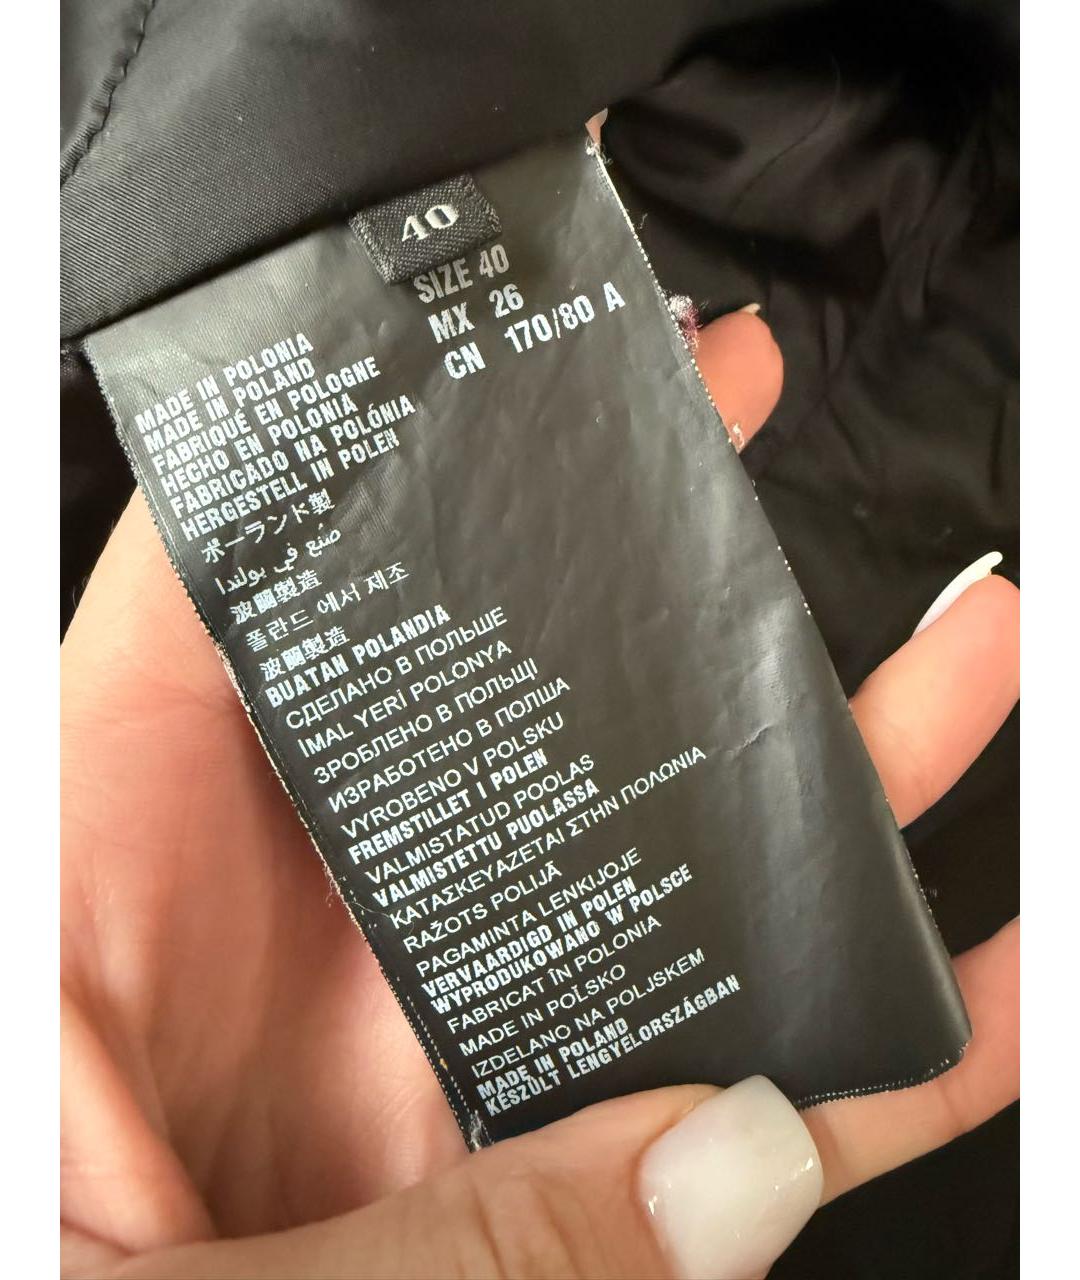 40
SIZE 40
MX 26
CN 170/80 A
MADE IN POLONIA
MADE IN POLAND
FABRIQUÉ EN POLOGNE
HECHO EN POLONIA
FABRICADO NA POLÓNIA
HERGESTELL IN POLEN
ポーランド製
صنع في بولندا
波蘭製造
폴란드 에서 제조
波蘭製造
BUATAN POLANDIA
СДЕЛАНО В ПОЛЬШЕ
İMAL YERİ POLONYA
ЗРОБЛЕНО В ПОЛЬЩІ
ИЗРАБОТЕНО В ПОЛША
VYROBENO V POLSKU
FREMSTILLET I POLEN
VALMISTATUD POOLAS
VALMISTETTU PUOLASSA
ΚΑΤΑΣΚΕΥΑΖΕΤΑΙ ΣΤΗΝ ΠΟΛΩΝΙΑ
RAŽOTS POLIJĀ
PAGAMINTA LENKIJOJE
VERVAARDIGD IN POLEN
WYPRODUKOWANO W POLSCE
FABRICAT ÎN POLONIA
MADE IN POĽSKO
IZDELANO NA POLJSKEM
MADE IN POLAND
KÉSZÜLT LENGYELORSZÁGBAN